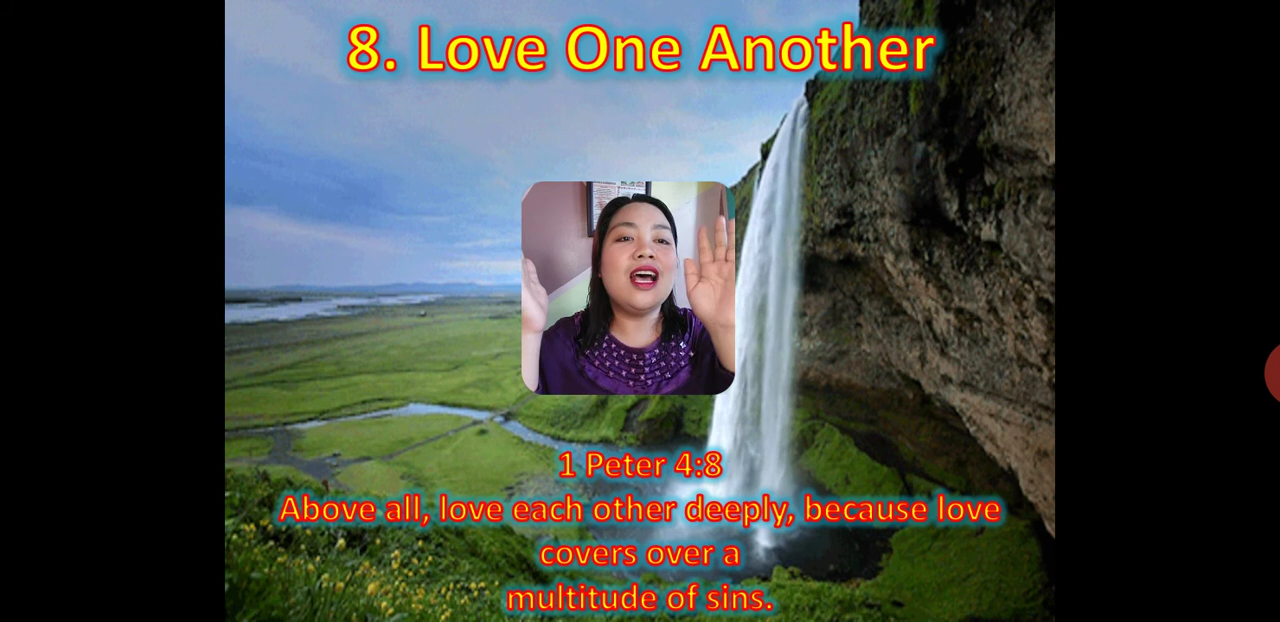 8. Love One Another
1 Peter 4:8
Above all, love each other deeply, because love
covers over a
multitude of sins.